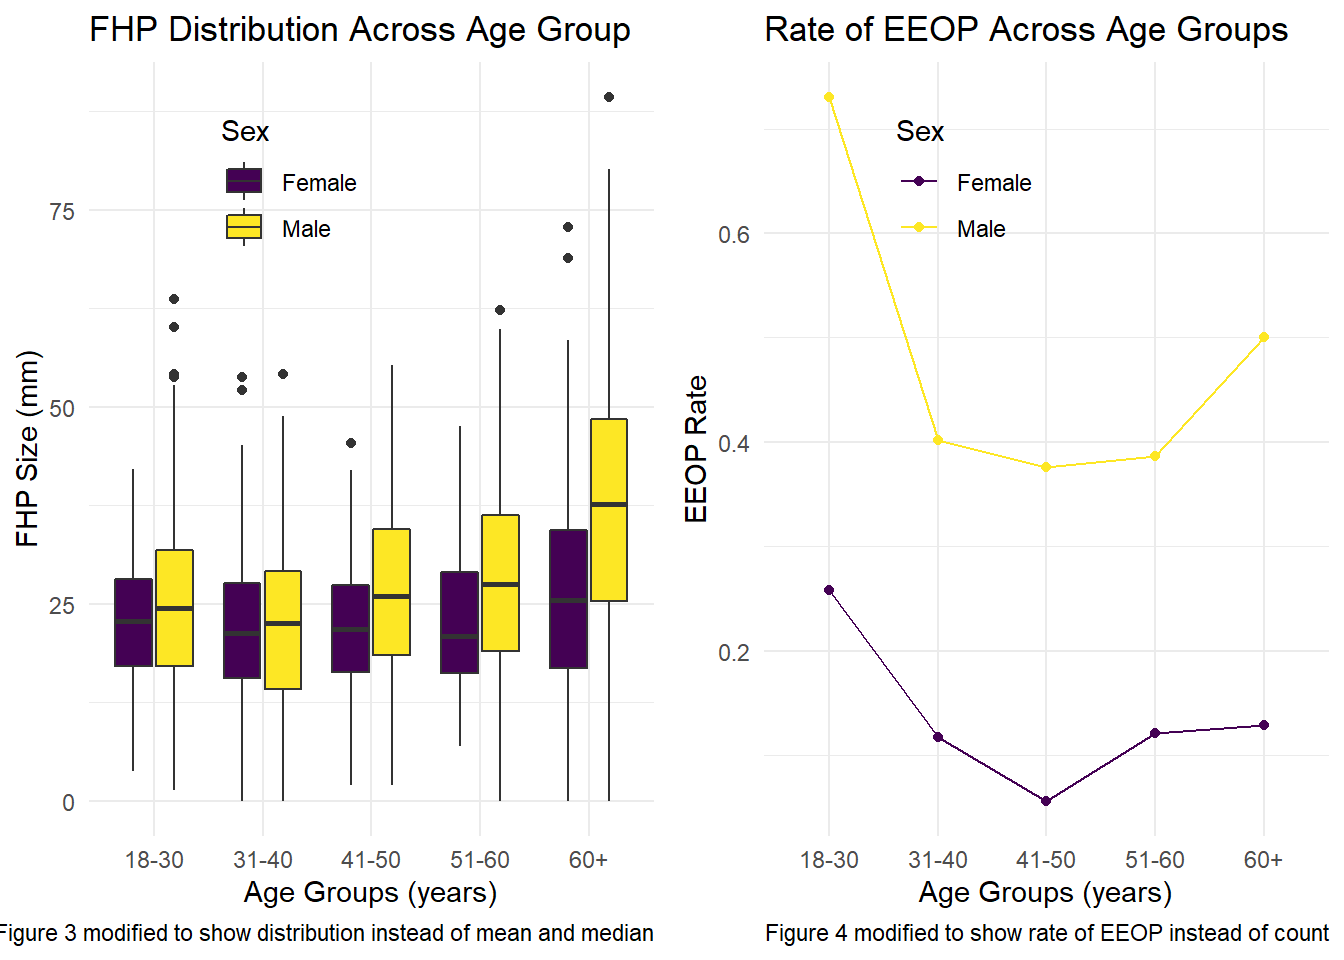 FHP Distribution Across Age Group
Sex
Female
Male
75
50
25
0
FHP Size (mm)
18-30
31-40
41-50
51-60
60+
Age Groups (years)
Figure 3 modified to show distribution instead of mean and median
Rate of EEOP Across Age Groups
Sex
Female
Male
0.6
0.4
0.2
EEOP Rate
18-30
31-40
41-50
51-60
60+
Age Groups (years)
Figure 4 modified to show rate of EEOP instead of count